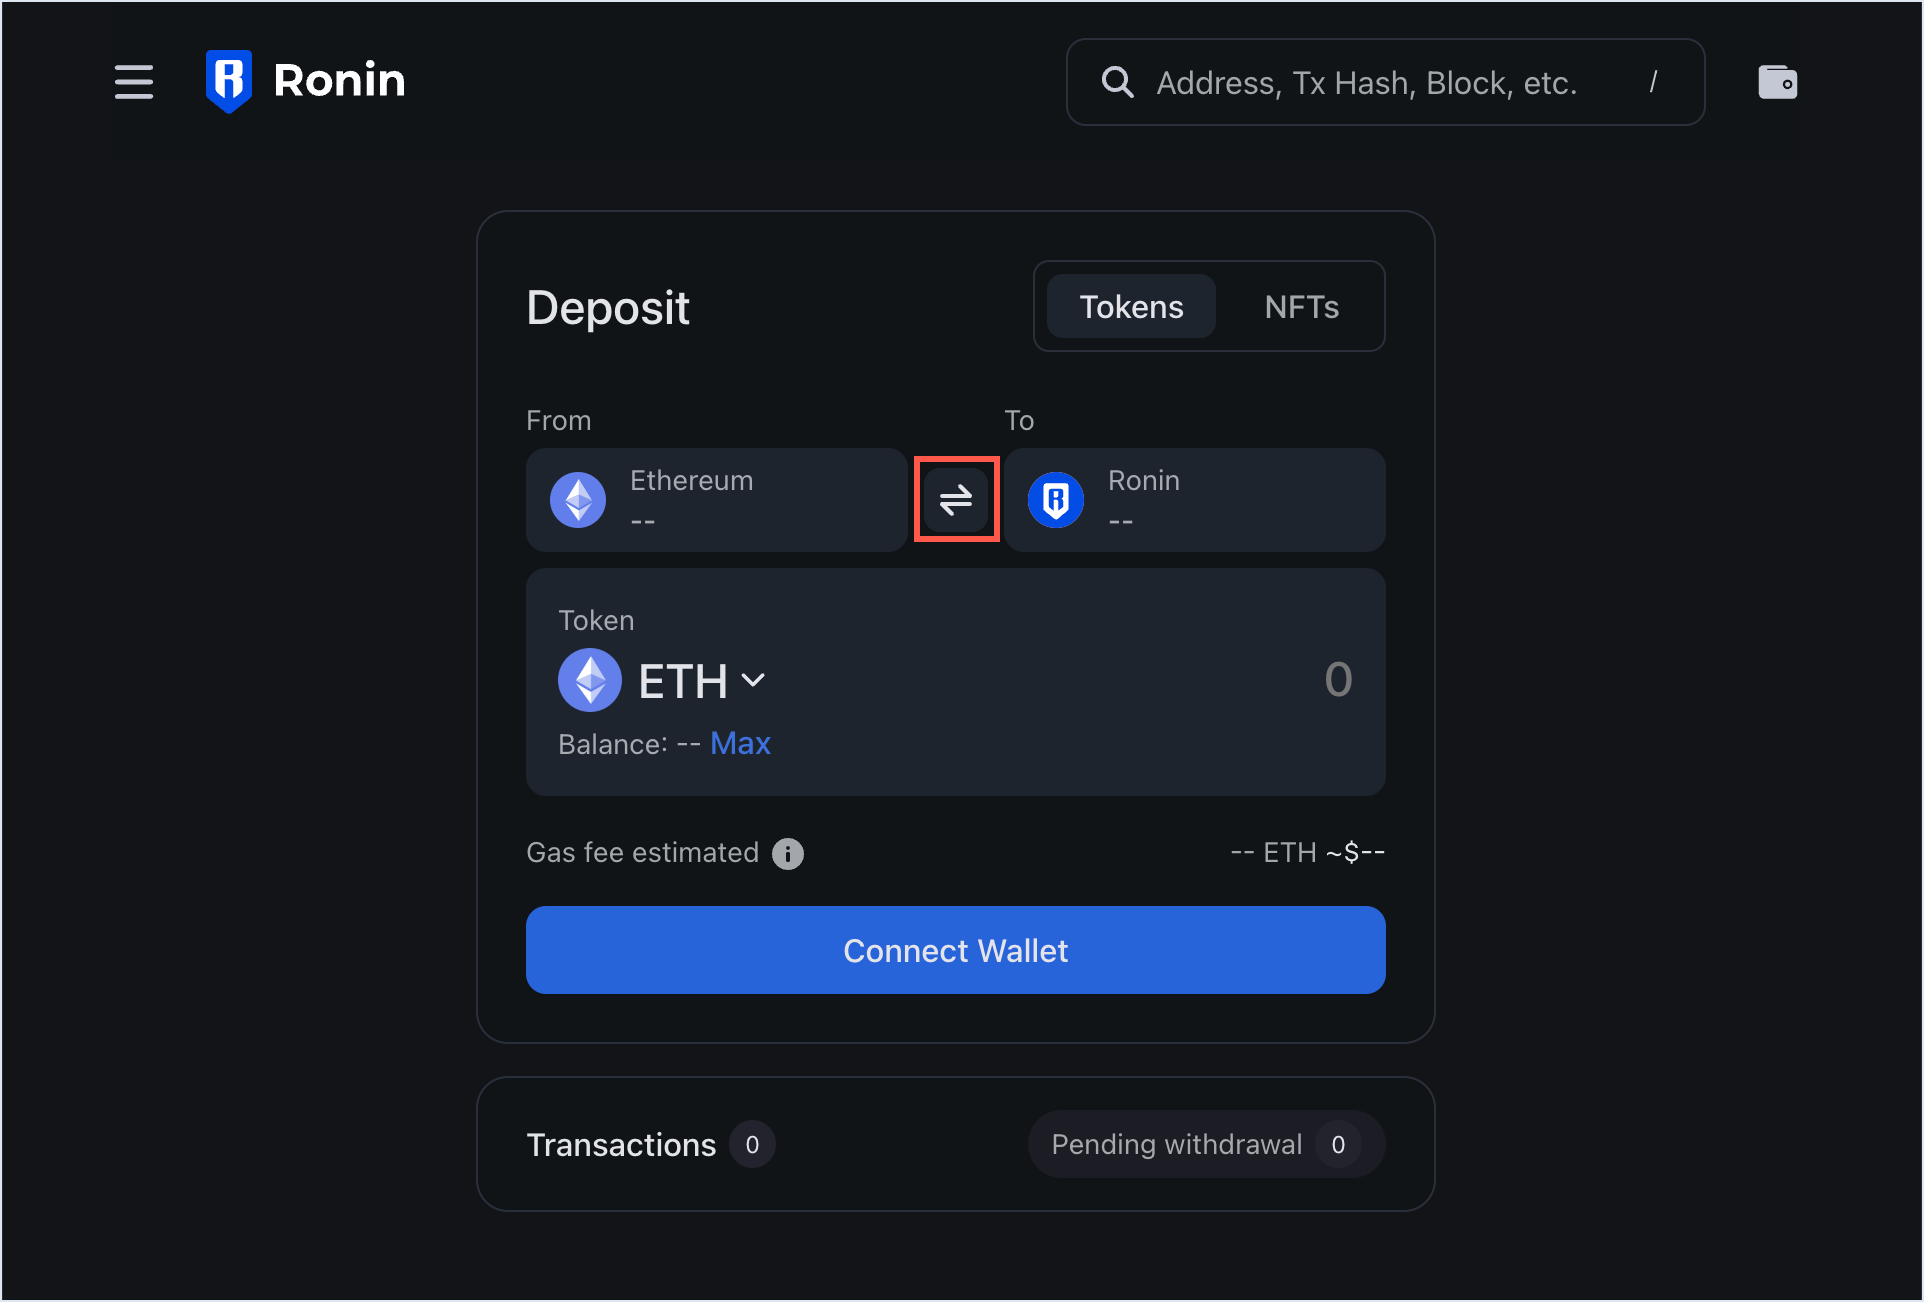 Ronin
Address, Tx Hash, Block, etc. /
Deposit
Tokens NFTs
From To
Ethereum Ronin
-- --
Token
ETH 0
Balance: -- Max
Gas fee estimated -- ETH ~$--
Connect Wallet
Transactions 0 Pending withdrawal 0